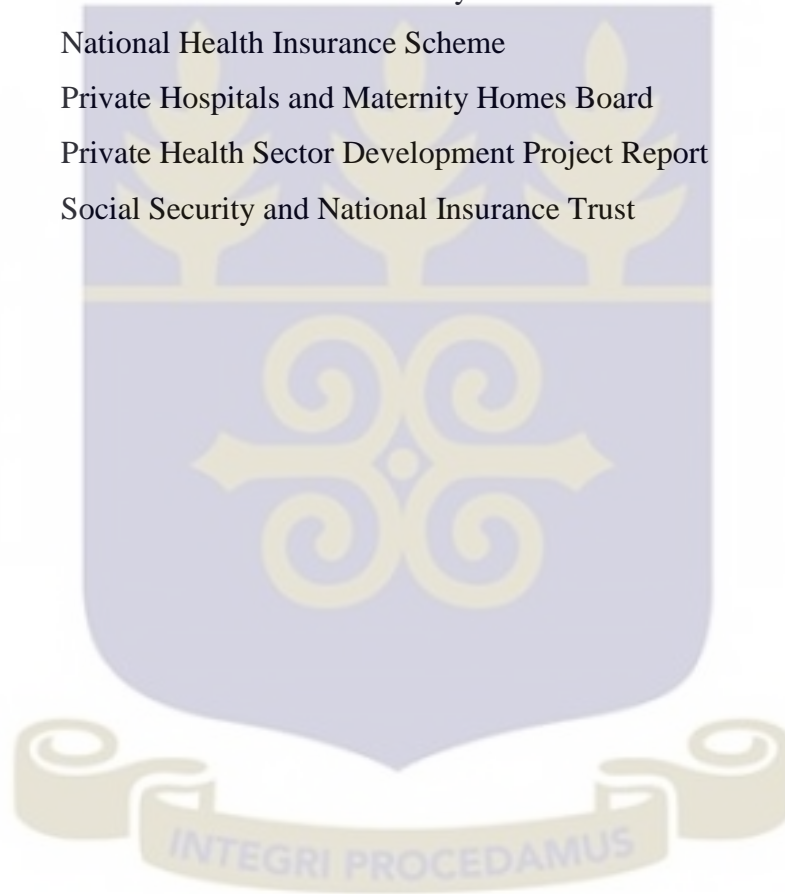 National Health Insurance Scheme
Private Hospitals and Maternity Homes Board
Private Health Sector Development Project Report
Social Security and National Insurance Trust
INTEGRI PROCEDAMUS